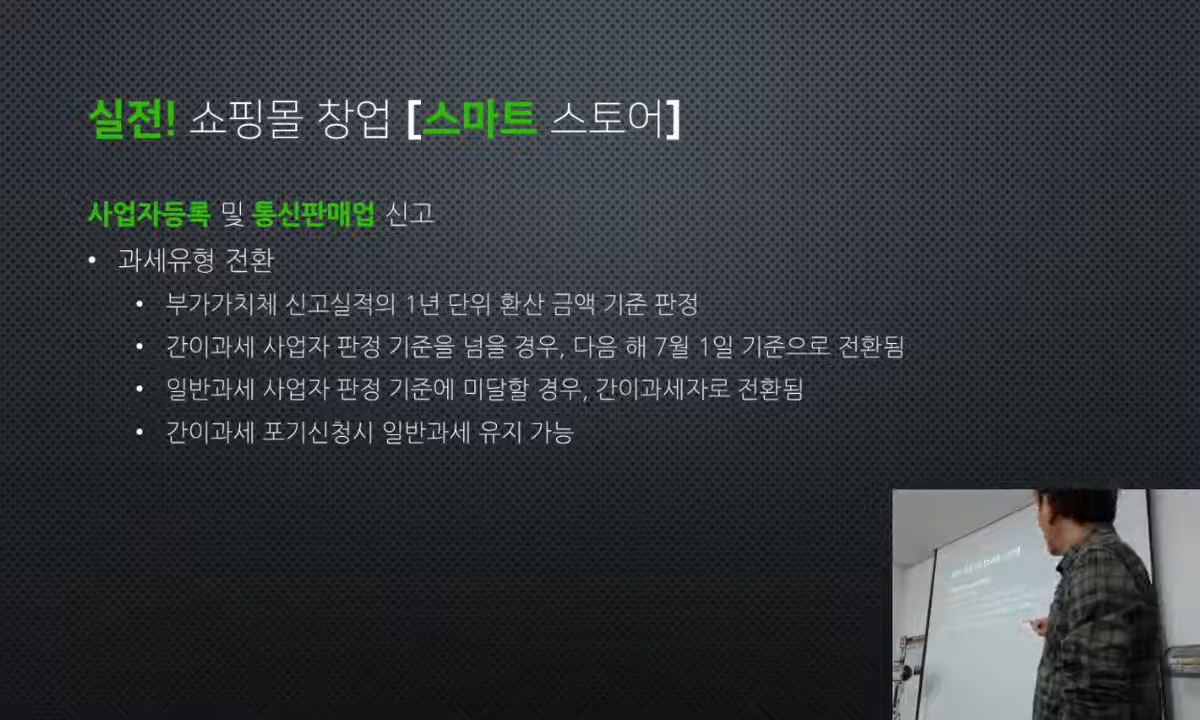 실전! 쇼핑몰 창업 [스마트 스토어]
사업자등록 및 통신판매업 신고
• 과세유형 전환
• 부가가치체 신고실적의 1년 단위 환산 금액 기준 판정
• 간이과세 사업자 판정 기준을 넘을 경우, 다음 해 7월 1일 기준으로 전환됨
• 일반과세 사업자 판정 기준에 미달할 경우, 간이과세자로 전환됨
• 간이과세 포기신청시 일반과세 유지 가능